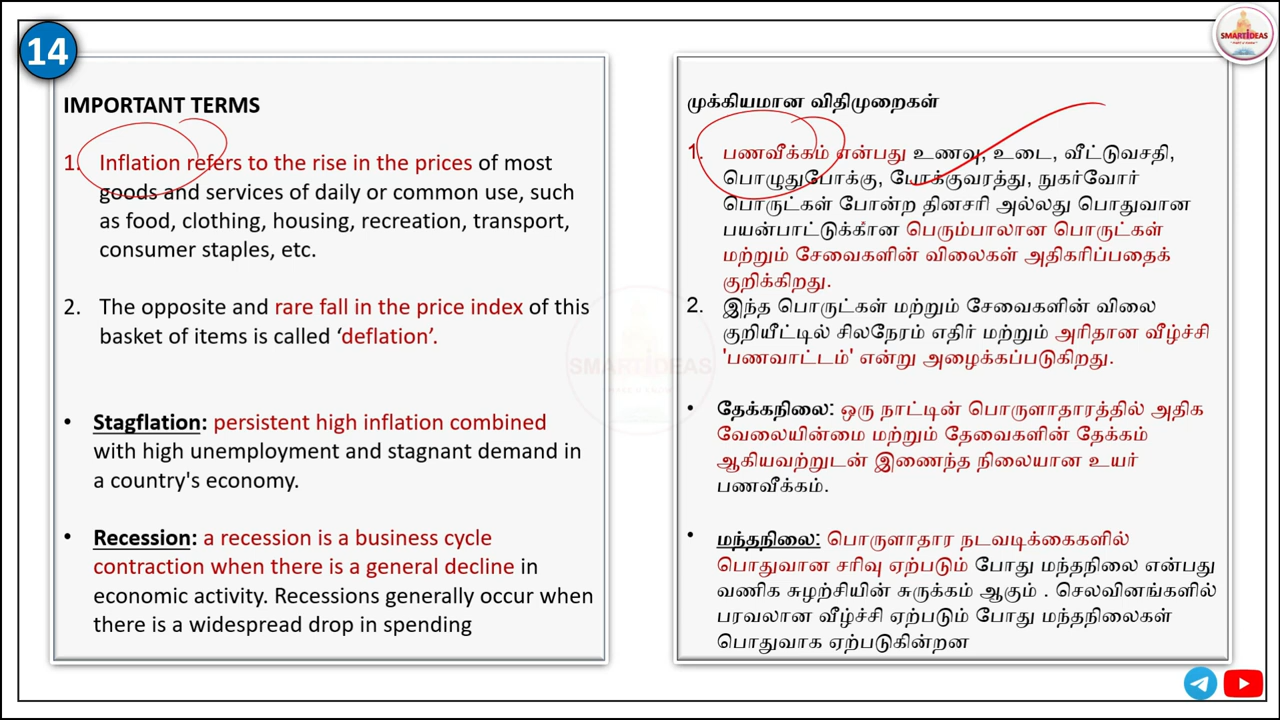 14
SMARTIDEAS
IMPORTANT TERMS
1. Inflation refers to the rise in the prices of most
goods and services of daily or common use, such
as food, clothing, housing, recreation, transport,
consumer staples, etc.
2. The opposite and rare fall in the price index of this
basket of items is called ‘deflation’.
• Stagflation: persistent high inflation combined
with high unemployment and stagnant demand in
a country's economy.
• Recession: a recession is a business cycle
contraction when there is a general decline in
economic activity. Recessions generally occur when
there is a widespread drop in spending
முக்கியமான விதிமுறைகள்
1. பணவீக்கம் என்பது உணவு, உடை, வீட்டுவசதி,
பொழுதுபோக்கு, போக்குவரத்து, நுகர்வோர்
பொருட்கள் போன்ற தினசரி அல்லது பொதுவான
பயன்பாட்டுக்கான பெரும்பாலான பொருட்கள்
மற்றும் சேவைகளின் விலைகள் அதிகரிப்பதைக்
குறிக்கிறது.
2. இந்த பொருட்கள் மற்றும் சேவைகளின் விலை
குறியீட்டில் சிலநேரம் எதிர் மற்றும் அரிதான வீழ்ச்சி
'பணவாட்டம்' என்று அழைக்கப்படுகிறது.
• தேக்கநிலை: ஒரு நாட்டின் பொருளாதாரத்தில் அதிக
வேலையின்மை மற்றும் தேவைகளின் தேக்கம்
ஆகியவற்றுடன் இணைந்த நிலையான உயர்
பணவீக்கம்.
• மந்தநிலை: பொருளாதார நடவடிக்கைகளில்
பொதுவான சரிவு ஏற்படும் போது மந்தநிலை என்பது
வணிக சுழற்சியின் சுருக்கம் ஆகும் . செலவினங்களில்
பரவலான வீழ்ச்சி ஏற்படும் போது மந்தநிலைகள்
பொதுவாக ஏற்படுகின்றன
SMARTIDEAS